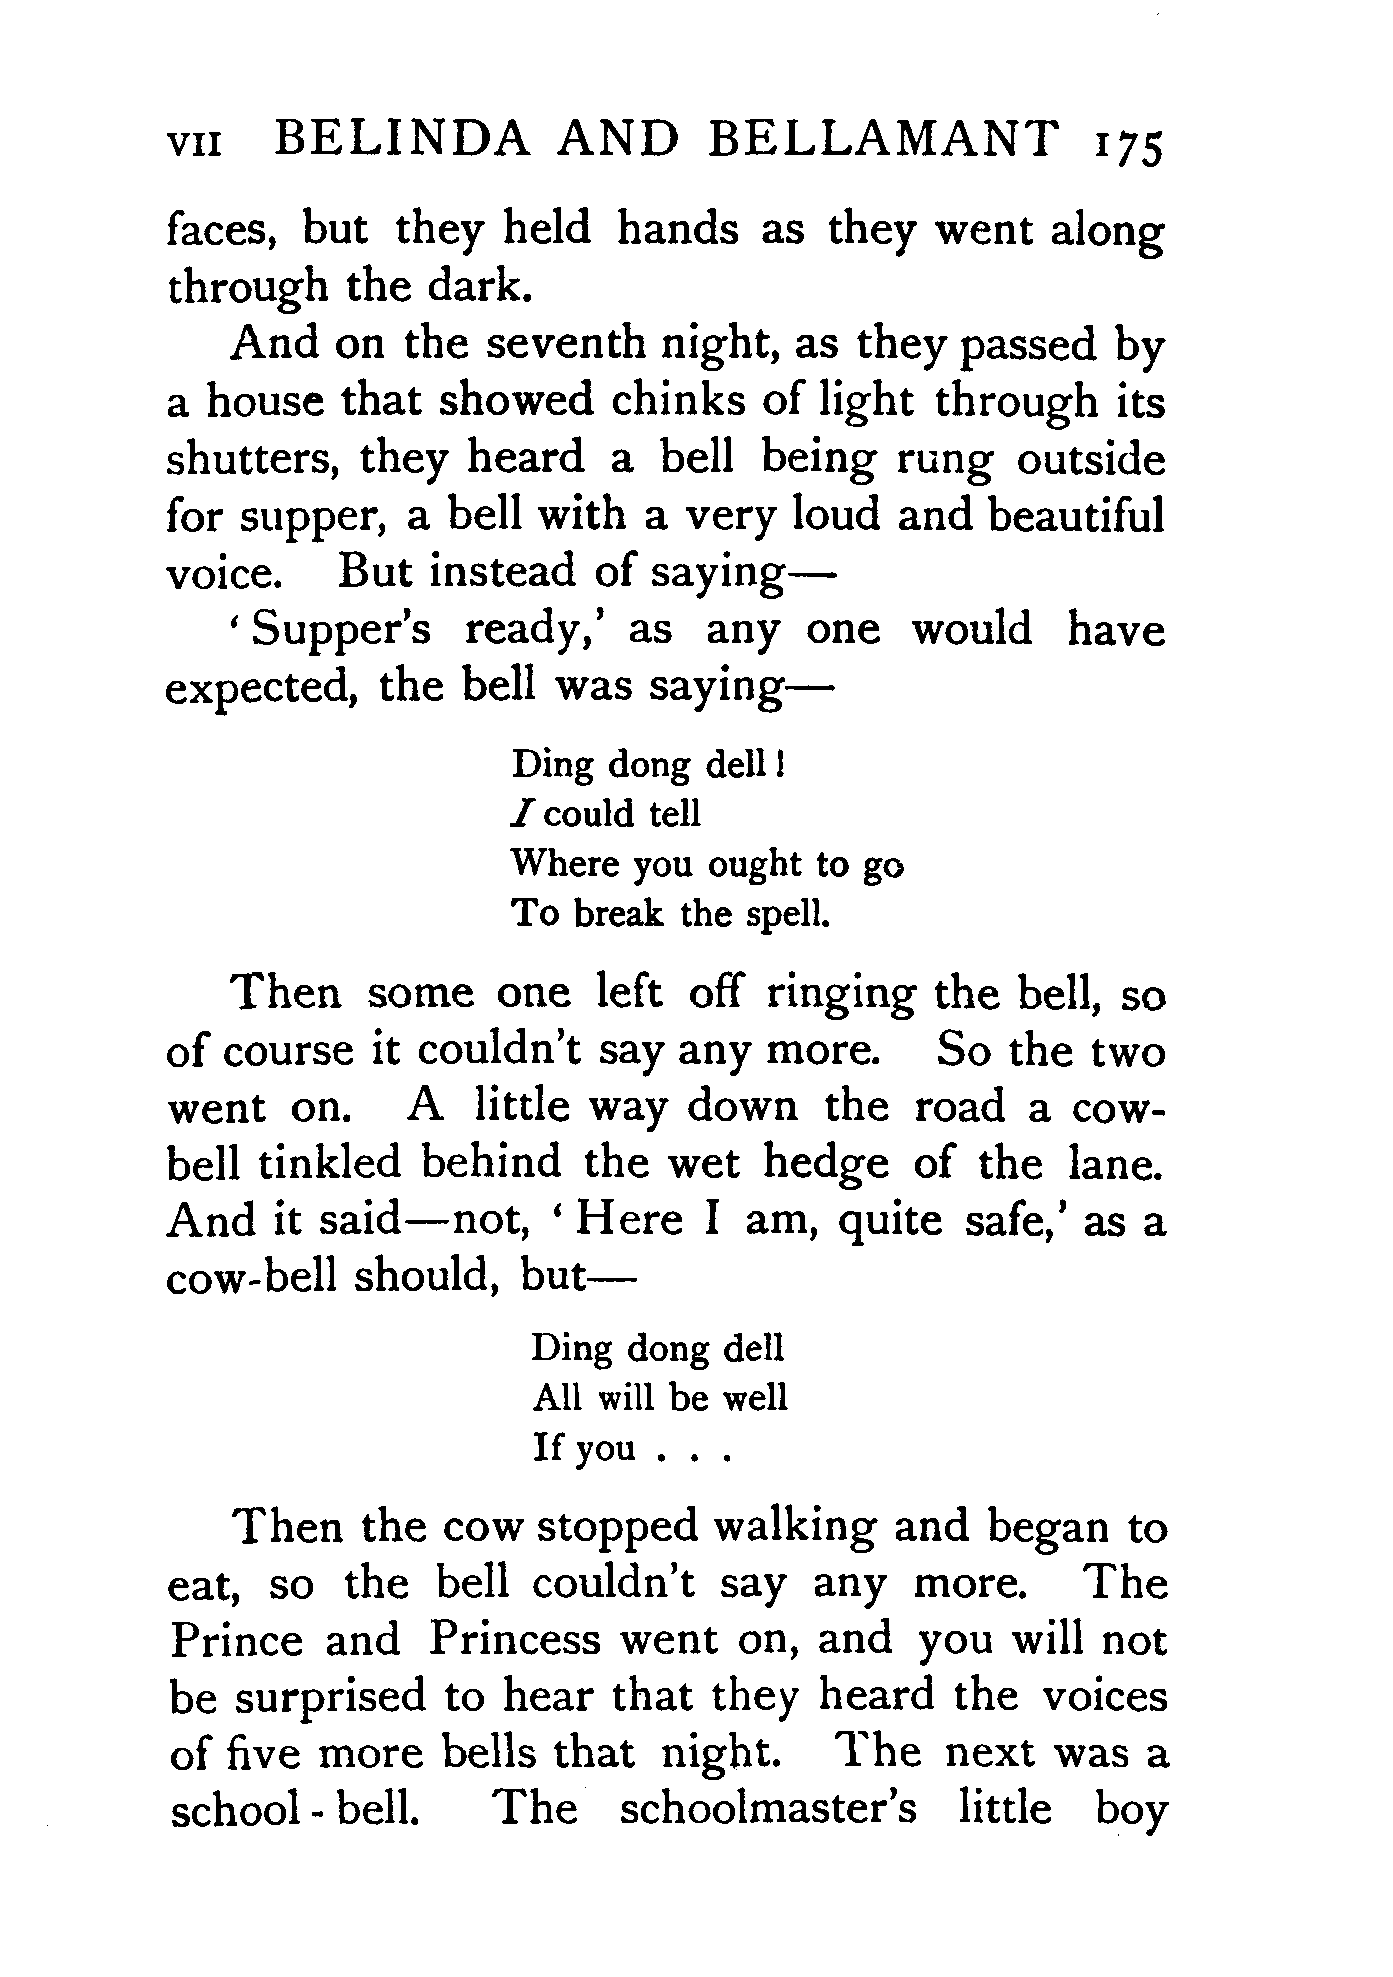 VII BELINDA AND BELLAMANT 175
faces, but they held hands as they went along
through the dark.
And on the seventh night, as they passed by
a house that showed chinks of light through its
shutters, they heard a bell being rung outside
for supper, a bell with a very loud and beautiful
voice. But instead of saying—
‘Supper’s ready,’ as any one would have
expected, the bell was saying—
Ding dong dell!
I could tell
Where you ought to go
To break the spell.
Then some one left off ringing the bell, so
of course it couldn’t say any more. So the two
went on. A little way down the road a cow-
bell tinkled behind the wet hedge of the lane.
And it said—not, ‘Here I am, quite safe,’ as a
cow-bell should, but—
Ding dong dell
All will be well
If you . . .
Then the cow stopped walking and began to
eat, so the bell couldn’t say any more. The
Prince and Princess went on, and you will not
be surprised to hear that they heard the voices
of five more bells that night. The next was a
school-bell. The schoolmaster’s little boy